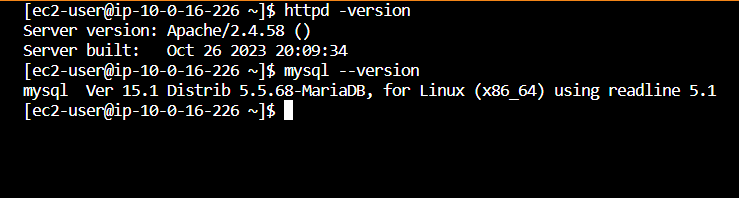 [ec2-user@ip-10-0-16-226 ~]$ httpd -version
Server version: Apache/2.4.58 ()
Server built:   Oct 26 2023 20:09:34
[ec2-user@ip-10-0-16-226 ~]$ mysql --version
mysql  Ver 15.1 Distrib 5.5.68-MariaDB, for Linux (x86_64) using readline 5.1
[ec2-user@ip-10-0-16-226 ~]$